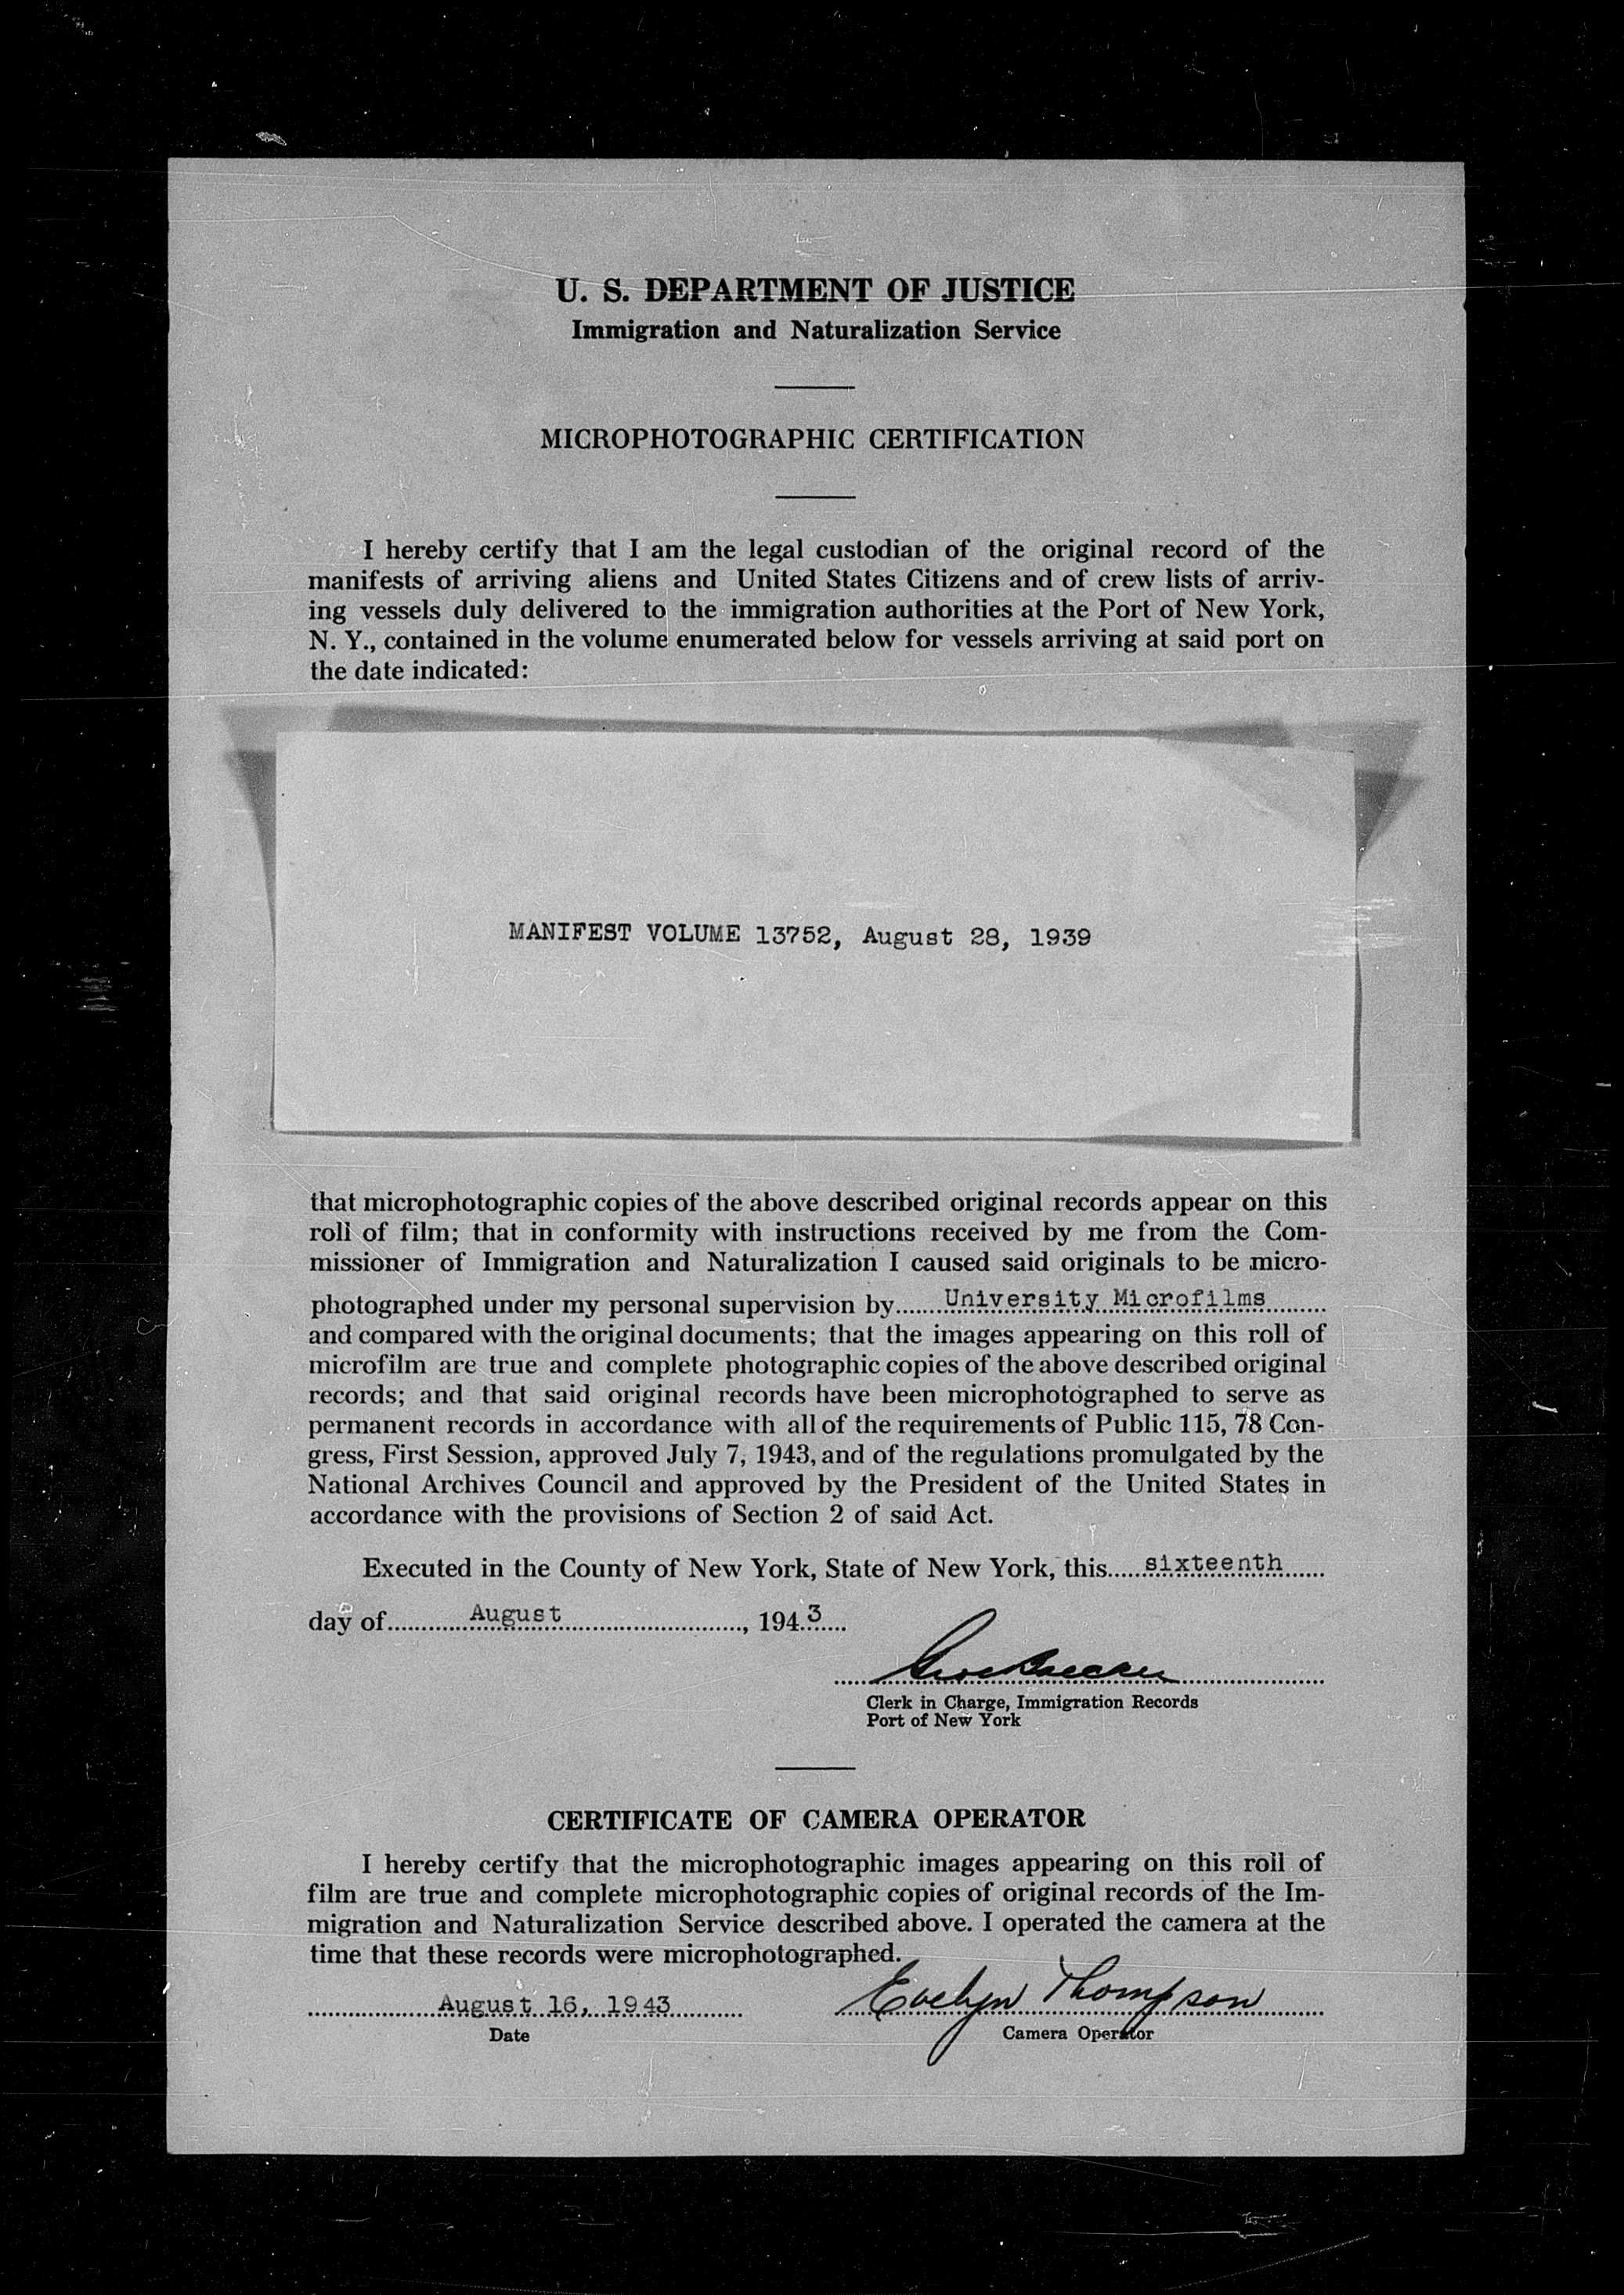 U. S. DEPARTMENT OF JUSTICE
Immigration and Naturalization Service
MICROPHOTOGRAPHIC CERTIFICATION
I hereby certify that I am the legal custodian of the original record of the
manifests of arriving aliens and United States Citizens and of crew lists of arriv-
ing vessels duly delivered to the immigration authorities at the Port of New York,
N. Y., contained in the volume enumerated below for vessels arriving at said port on
the date indicated:
MANIFEST VOLUME 13752, August 28, 1939
that microphotographic copies of the above described original records appear on this
roll of film; that in conformity with instructions received by me from the Com-
missioner of Immigration and Naturalization I caused said originals to be micro-
photographed under my personal supervision by University Microfilms
and compared with the original documents; that the images appearing on this roll of
microfilm are true and complete photographic copies of the above described original
records; and that said original records have been microphotographed to serve as
permanent records in accordance with all of the requirements of Public 115, 78 Con-
gress, First Session, approved July 7, 1943, and of the regulations promulgated by the
National Archives Council and approved by the President of the United States in
accordance with the provisions of Section 2 of said Act.
Executed in the County of New York, State of New York, this sixteenth
day of August, 1943
Clerk in Charge, Immigration Records
Port of New York
CERTIFICATE OF CAMERA OPERATOR
I hereby certify that the microphotographic images appearing on this roll of
film are true and complete microphotographic copies of original records of the Im-
migration and Naturalization Service described above. I operated the camera at the
time that these records were microphotographed.
August 16, 1943 Evelyn Thompson
Date Camera Operator